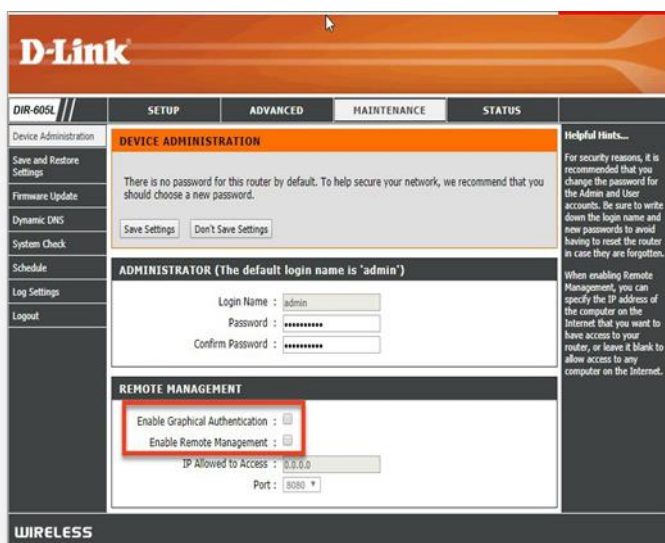 D-Link
DIR-605L
SETUP
ADVANCED
MAINTENANCE
STATUS
Device Administration
Save and Restore
Settings
Firmware Update
Dynamic DNS
System Check
Schedule
Log Settings
Logout
DEVICE ADMINISTRATION
There is no password for this router by default. To help secure your network, we recommend that you
should choose a new password.
Save Settings
Don't Save Settings
ADMINISTRATOR (The default login name is 'admin')
Login Name : admin
Password : ••••••••••
Confirm Password : ••••••••••
REMOTE MANAGEMENT
Enable Graphical Authentication :
Enable Remote Management :
IP Allowed to Access : 0.0.0.0
Port : 8080
Helpful Hints...
For security reasons, it is
recommended that you
change the password for
the Admin and User
accounts. Be sure to write
down the login name and
new passwords to avoid
having to reset the router
in case they are forgotten.
When enabling Remote
Management, you can
specify the IP address of
the computer on the
Internet that you want to
have access to your
router, or leave it blank to
allow access to any
computer on the Internet.
WIRELESS